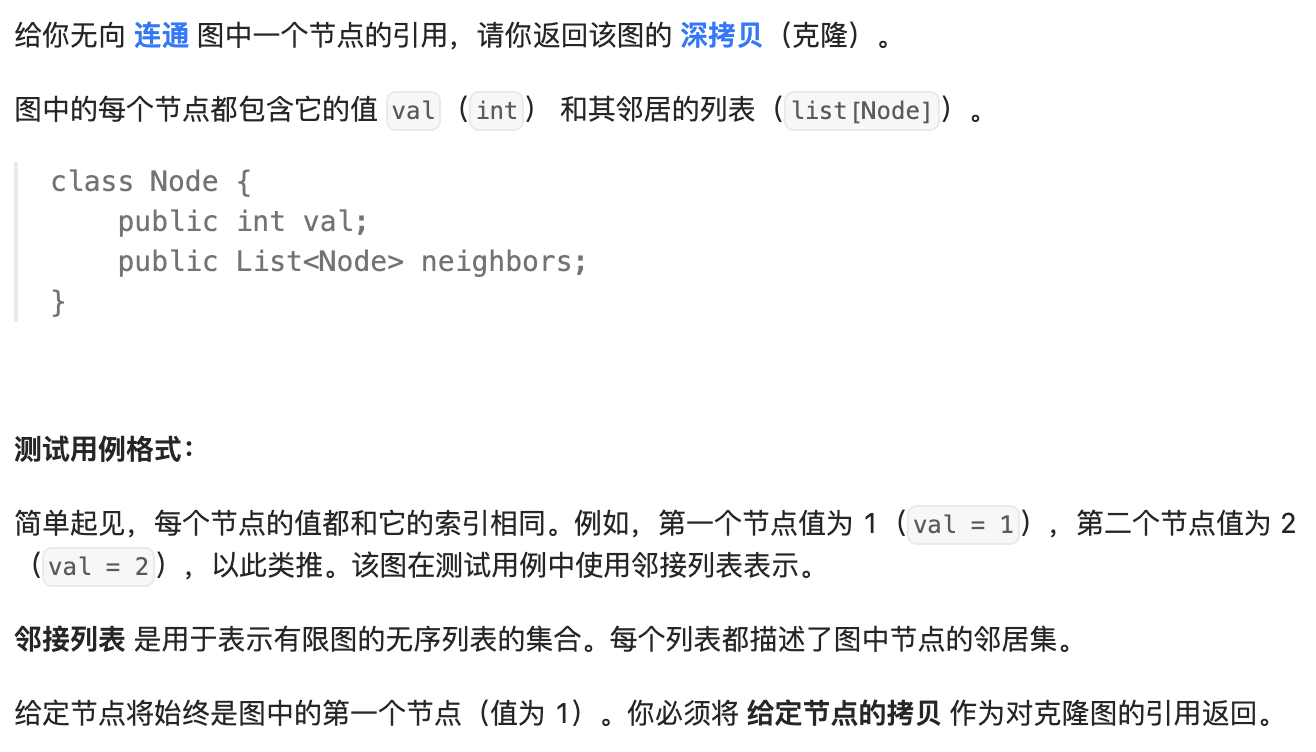 给你无向 连通 图中一个节点的引用，请你返回该图的 深拷贝（克隆）。
图中的每个节点都包含它的值 val（int） 和其邻居的列表（list[Node]）。
class Node {
    public int val;
    public List<Node> neighbors;
}
测试用例格式：
简单起见，每个节点的值都和它的索引相同。例如，第一个节点值为 1（val = 1），第二个节点值为 2
（val = 2），以此类推。该图在测试用例中使用邻接列表表示。
邻接列表 是用于表示有限图的无序列表的集合。每个列表都描述了图中节点的邻居集。
给定节点将始终是图中的第一个节点（值为 1）。你必须将 给定节点的拷贝 作为对克隆图的引用返回。